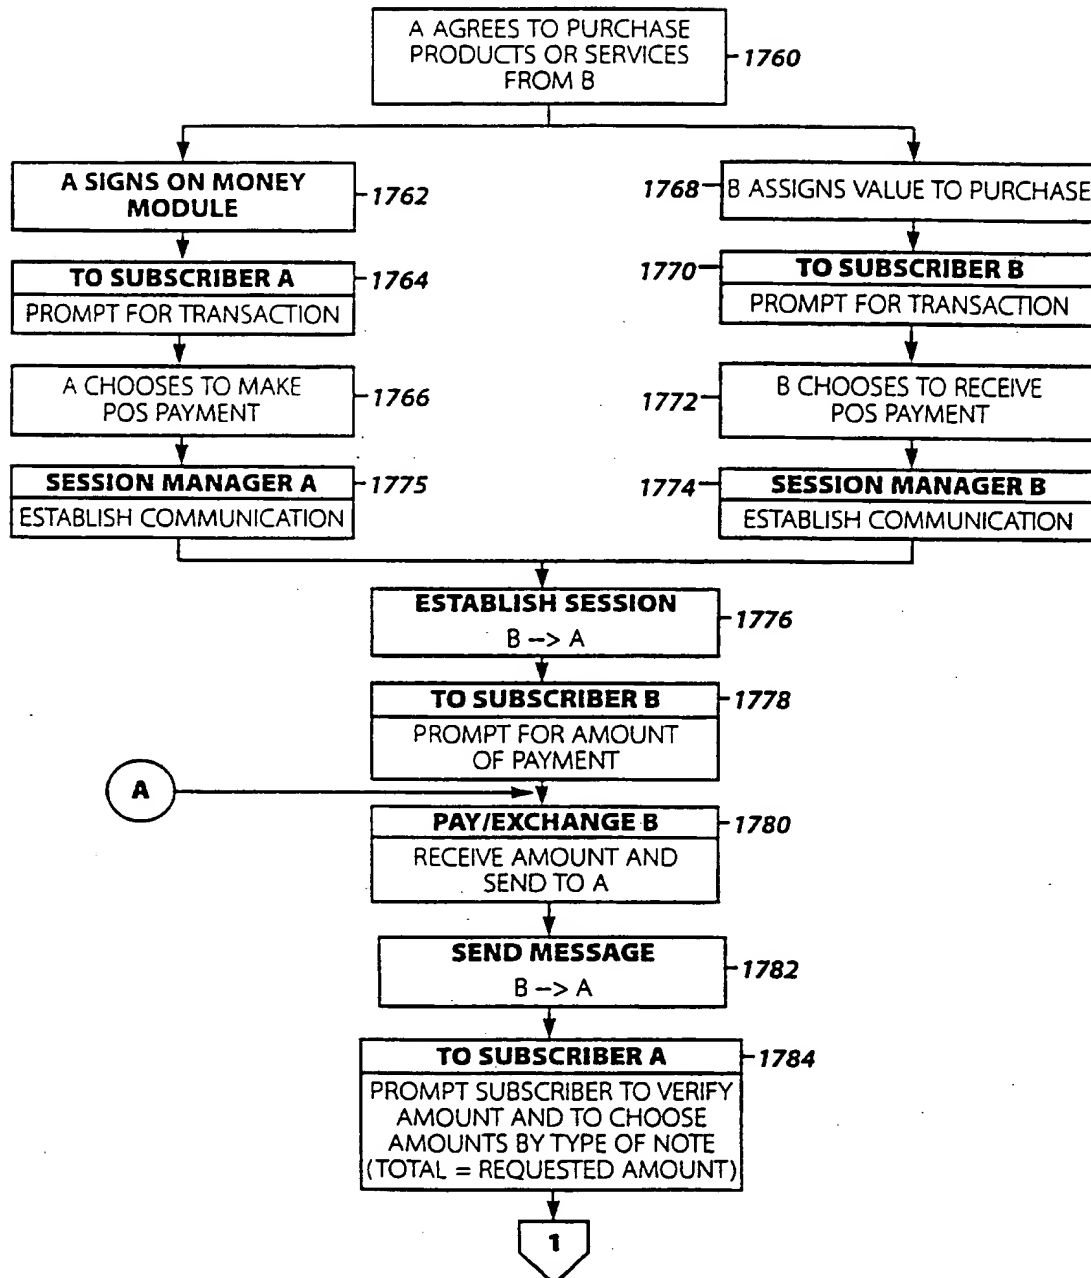 A AGREES TO PURCHASE
PRODUCTS OR SERVICES
FROM B
1760
A SIGNS ON MONEY
MODULE
1762
TO SUBSCRIBER A
PROMPT FOR TRANSACTION
1764
A CHOOSES TO MAKE
POS PAYMENT
1766
SESSION MANAGER A
ESTABLISH COMMUNICATION
1775
1768
B ASSIGNS VALUE TO PURCHASE
1770
TO SUBSCRIBER B
PROMPT FOR TRANSACTION
1772
B CHOOSES TO RECEIVE
POS PAYMENT
1774
SESSION MANAGER B
ESTABLISH COMMUNICATION
ESTABLISH SESSION
B --> A
1776
TO SUBSCRIBER B
PROMPT FOR AMOUNT
OF PAYMENT
1778
A
PAY/EXCHANGE B
RECEIVE AMOUNT AND
SEND TO A
1780
SEND MESSAGE
B --> A
1782
TO SUBSCRIBER A
PROMPT SUBSCRIBER TO VERIFY
AMOUNT AND TO CHOOSE
AMOUNTS BY TYPE OF NOTE
(TOTAL = REQUESTED AMOUNT)
1784
1